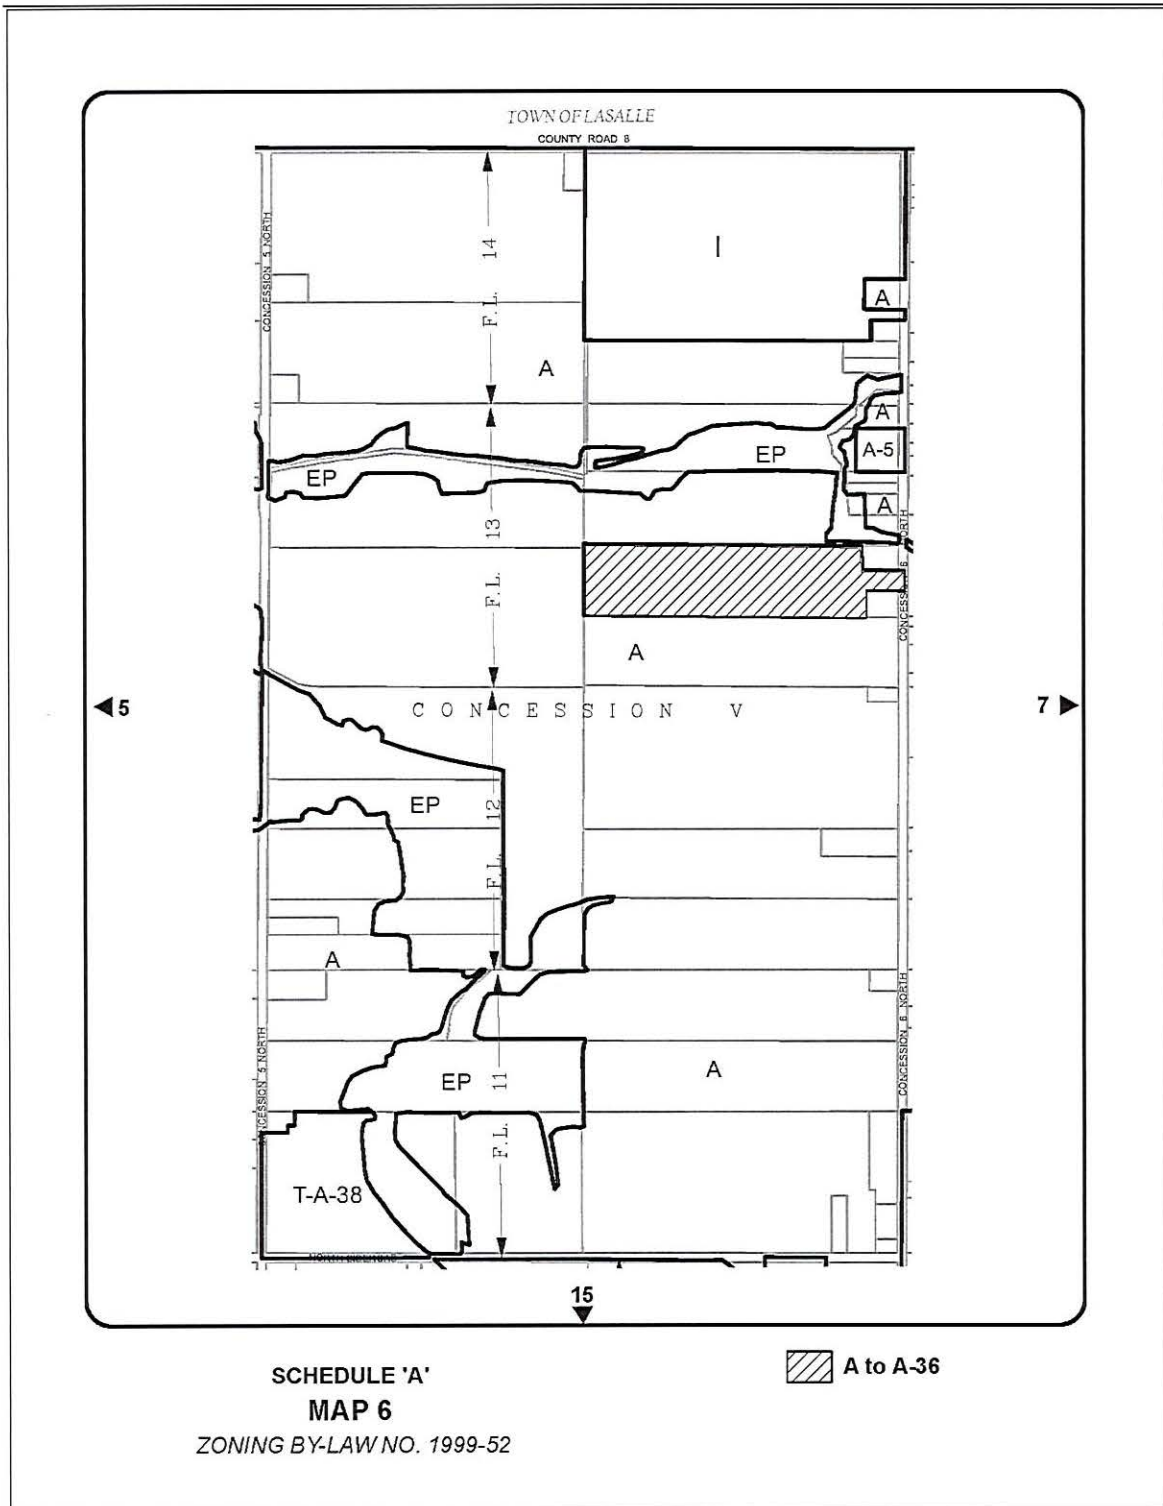 TOWN OF LASALLE
COUNTY ROAD 8
CONCESSION 5 NORTH
14
F.L.
I
A
A
A
EP
EP
A-5
A
13
F.L.
CONCESSION 6 NORTH
A
5
CONCESSION V
7
EP
12
F.L.
A
CONCESSION 6 NORTH
CONCESSION 5 NORTH
EP
11
A
F.L.
T-A-38
15
SCHEDULE 'A'
MAP 6
ZONING BY-LAW NO. 1999-52
A to A-36